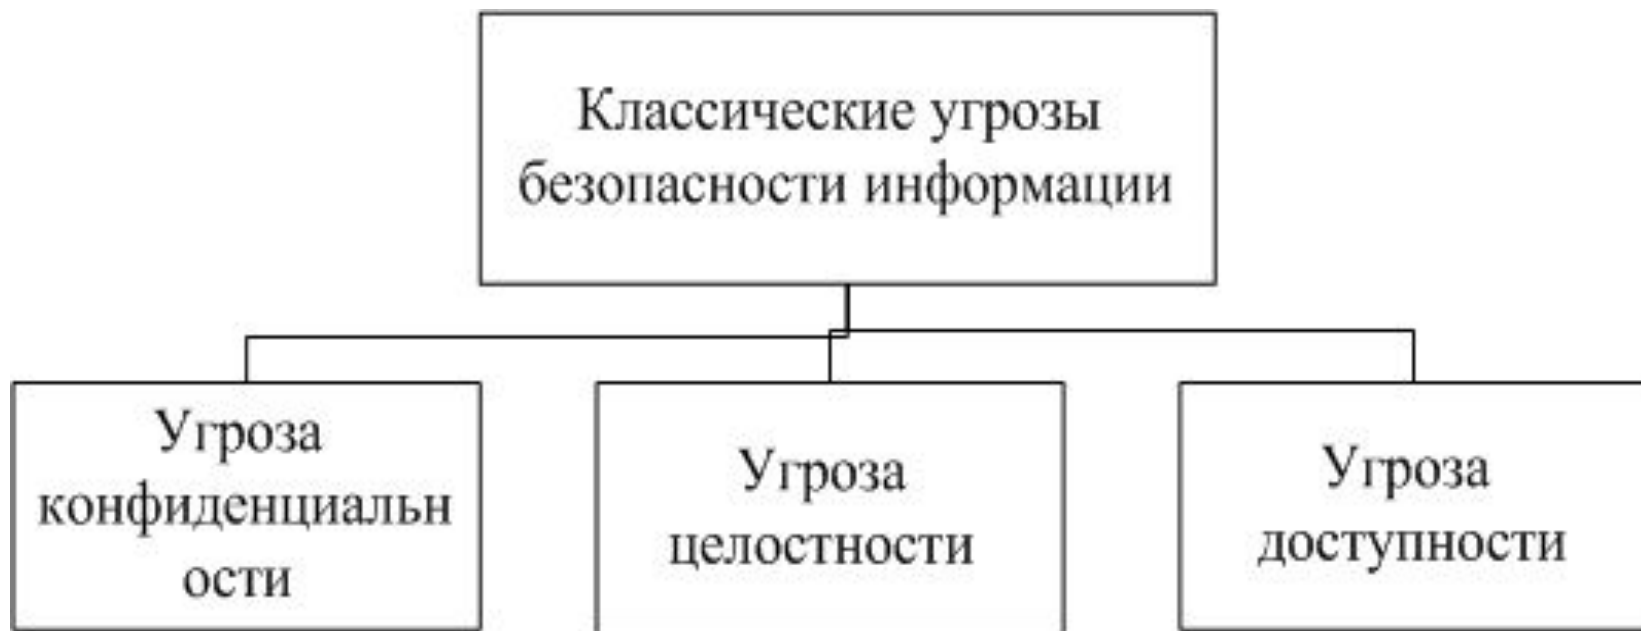 Классические угрозы
безопасности информации
Угроза
конфиденциальн
ости
Угроза
целостности
Угроза
доступности